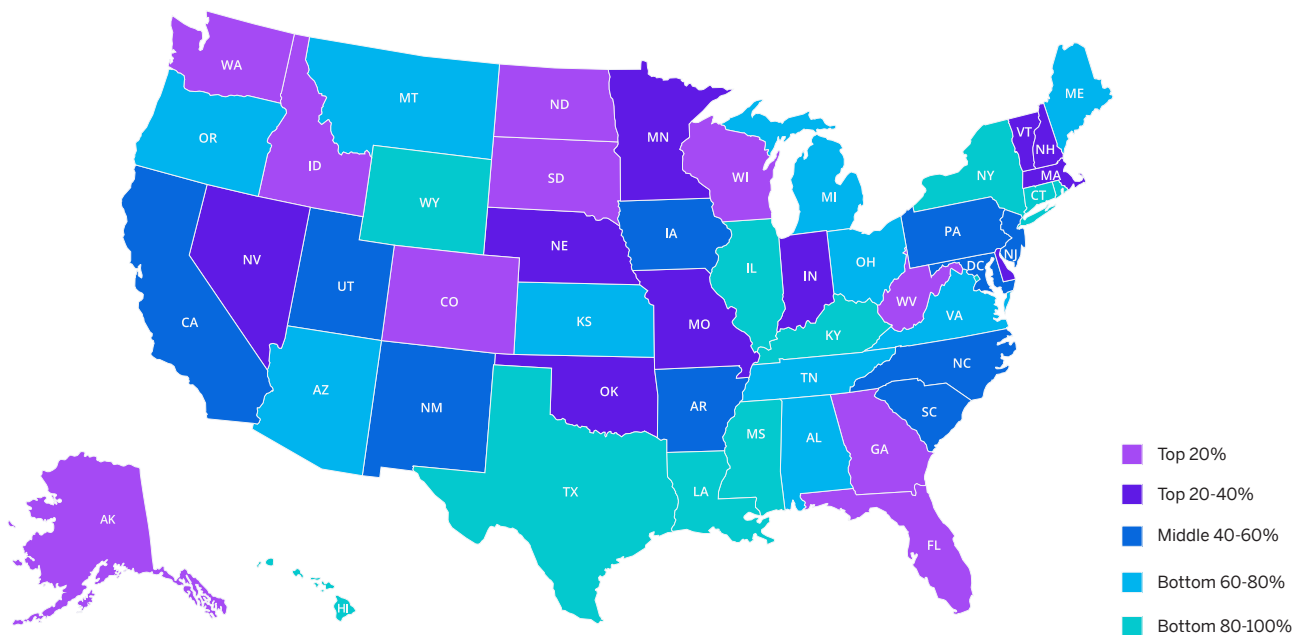 WA
MT
ND
MN
ME
OR
ID
SD
WI
MI
VT
NH
NY
MA
CT
WY
NE
IA
PA
NJ
NV
UT
CO
IL
IN
OH
DC
WV
VA
CA
KS
MO
KY
AZ
NM
OK
AR
TN
NC
SC
MS
AL
GA
TX
LA
FL
AK
HI
Top 20%
Top 20-40%
Middle 40-60%
Bottom 60-80%
Bottom 80-100%